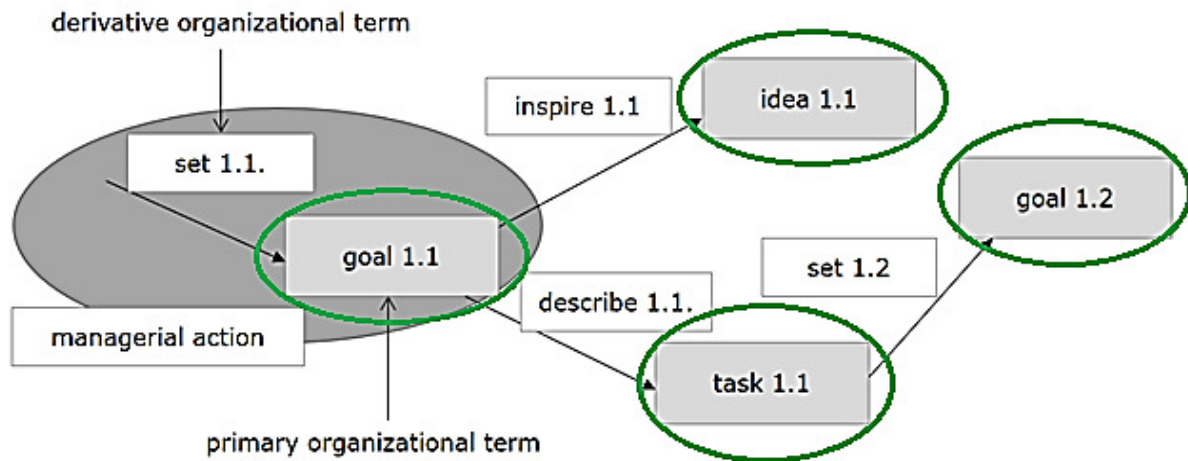 derivative organizational term
inspire 1.1
idea 1.1
set 1.1.
goal 1.2
goal 1.1
set 1.2
describe 1.1.
managerial action
task 1.1
primary organizational term